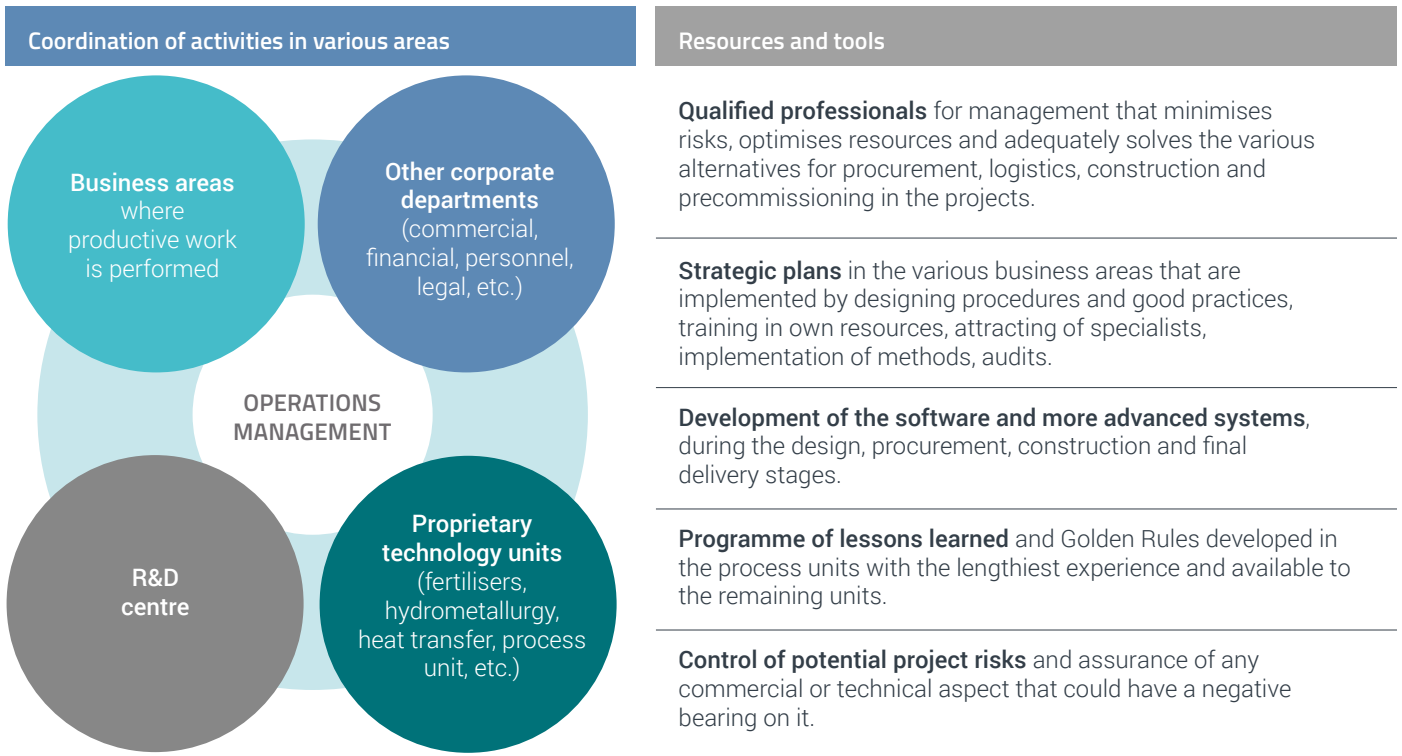 Coordination of activities in various areas
Business areas
where
productive work
is performed
Other corporate
departments
(commercial,
financial, personnel,
legal, etc.)
OPERATIONS
MANAGEMENT
R&D
centre
Proprietary
technology units
(fertilisers,
hydrometallurgy,
heat transfer, process
unit, etc.)
Resources and tools
Qualified professionals for management that minimises
risks, optimises resources and adequately solves the various
alternatives for procurement, logistics, construction and
precommissioning in the projects.
Strategic plans in the various business areas that are
implemented by designing procedures and good practices,
training in own resources, attracting of specialists,
implementation of methods, audits.
Development of the software and more advanced systems,
during the design, procurement, construction and final
delivery stages.
Programme of lessons learned and Golden Rules developed in
the process units with the lengthiest experience and available to
the remaining units.
Control of potential project risks and assurance of any
commercial or technical aspect that could have a negative
bearing on it.